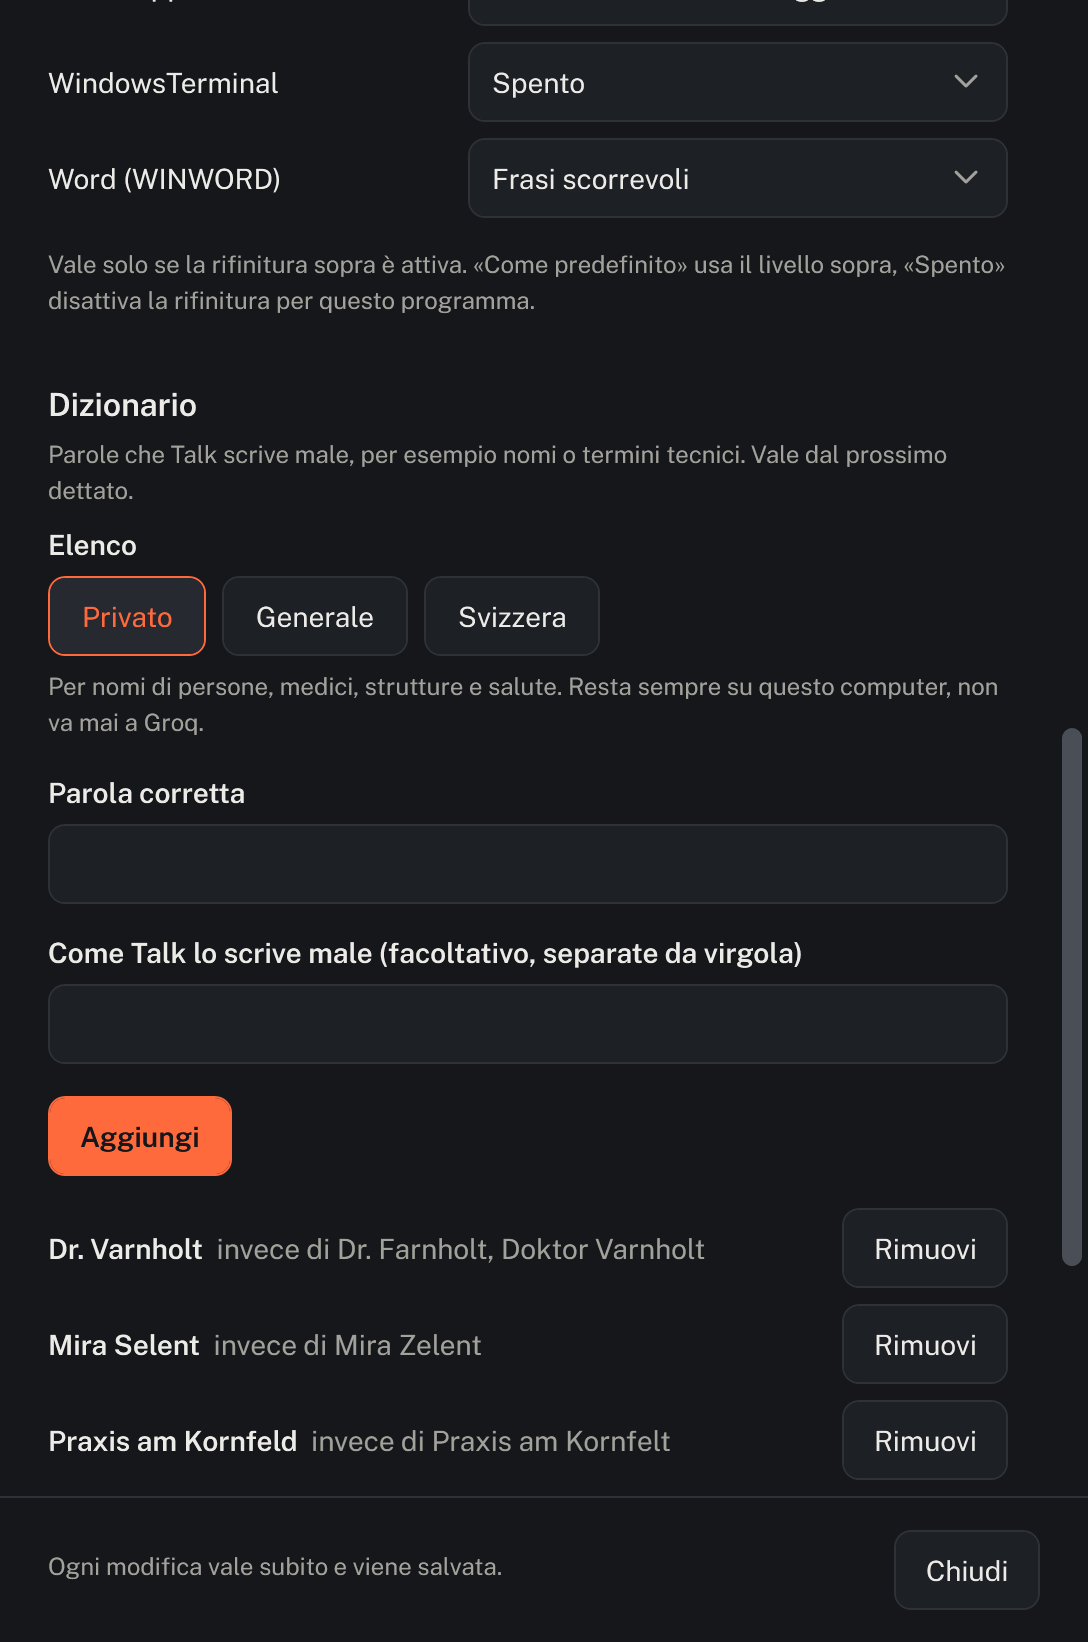 WindowsTerminal
Spento
Word (WINWORD)
Frasi scorrevoli
Vale solo se la rifinitura sopra è attiva. «Come predefinito» usa il livello sopra, «Spento»
disattiva la rifinitura per questo programma.
Dizionario
Parole che Talk scrive male, per esempio nomi o termini tecnici. Vale dal prossimo
dettato.
Elenco
Privato
Generale
Svizzera
Per nomi di persone, medici, strutture e salute. Resta sempre su questo computer, non
va mai a Groq.
Parola corretta
Come Talk lo scrive male (facoltativo, separate da virgola)
Aggiungi
Dr. Varnholt invece di Dr. Farnholt, Doktor Varnholt
Rimuovi
Mira Selent invece di Mira Zelent
Rimuovi
Praxis am Kornfeld invece di Praxis am Kornfelt
Rimuovi
Ogni modifica vale subito e viene salvata.
Chiudi